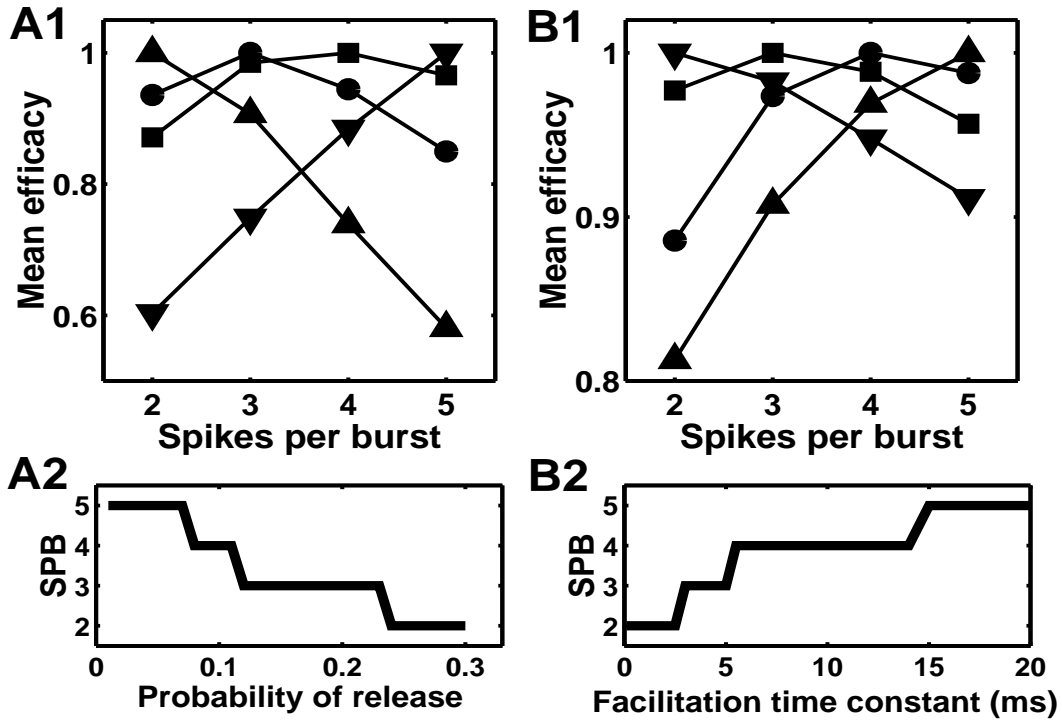 A1
1
0.8
0.6
Mean efficacy
2 3 4 5
Spikes per burst
B1
1
0.9
0.8
Mean efficacy
2 3 4 5
Spikes per burst
A2
5
4
3
2
SPB
0 0.1 0.2 0.3
Probability of release
B2
5
4
3
2
SPB
0 5 10 15 20
Facilitation time constant (ms)